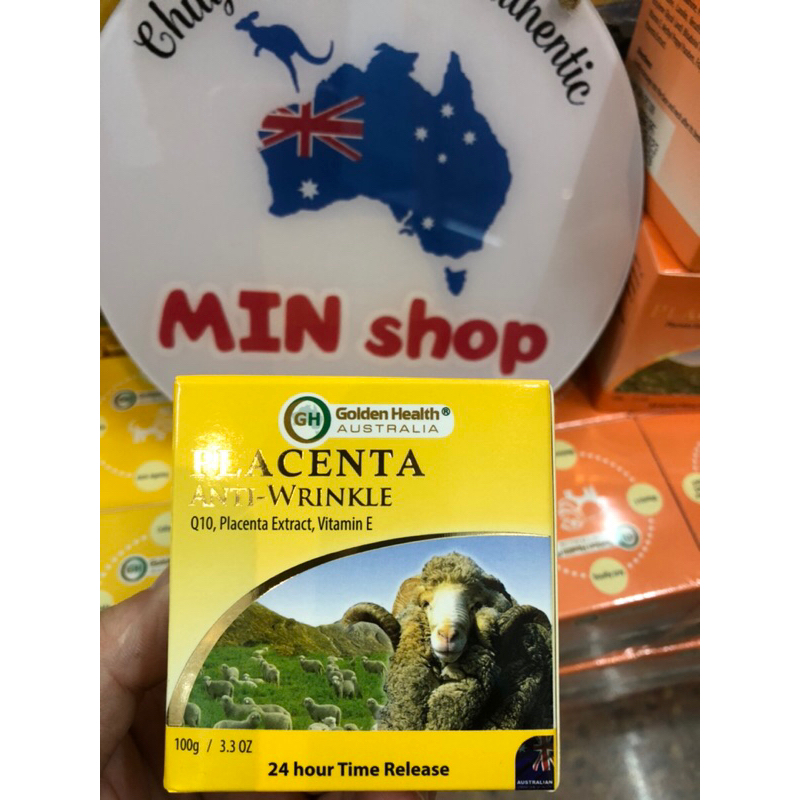 Authentic
MIN shop
GH
Golden Health®
AUSTRALIA
PLACENTA
ANTI-WRINKLE
Q10, Placenta Extract, Vitamin E
100g / 3.3 OZ
24 hour Time Release
AUSTRALIAN